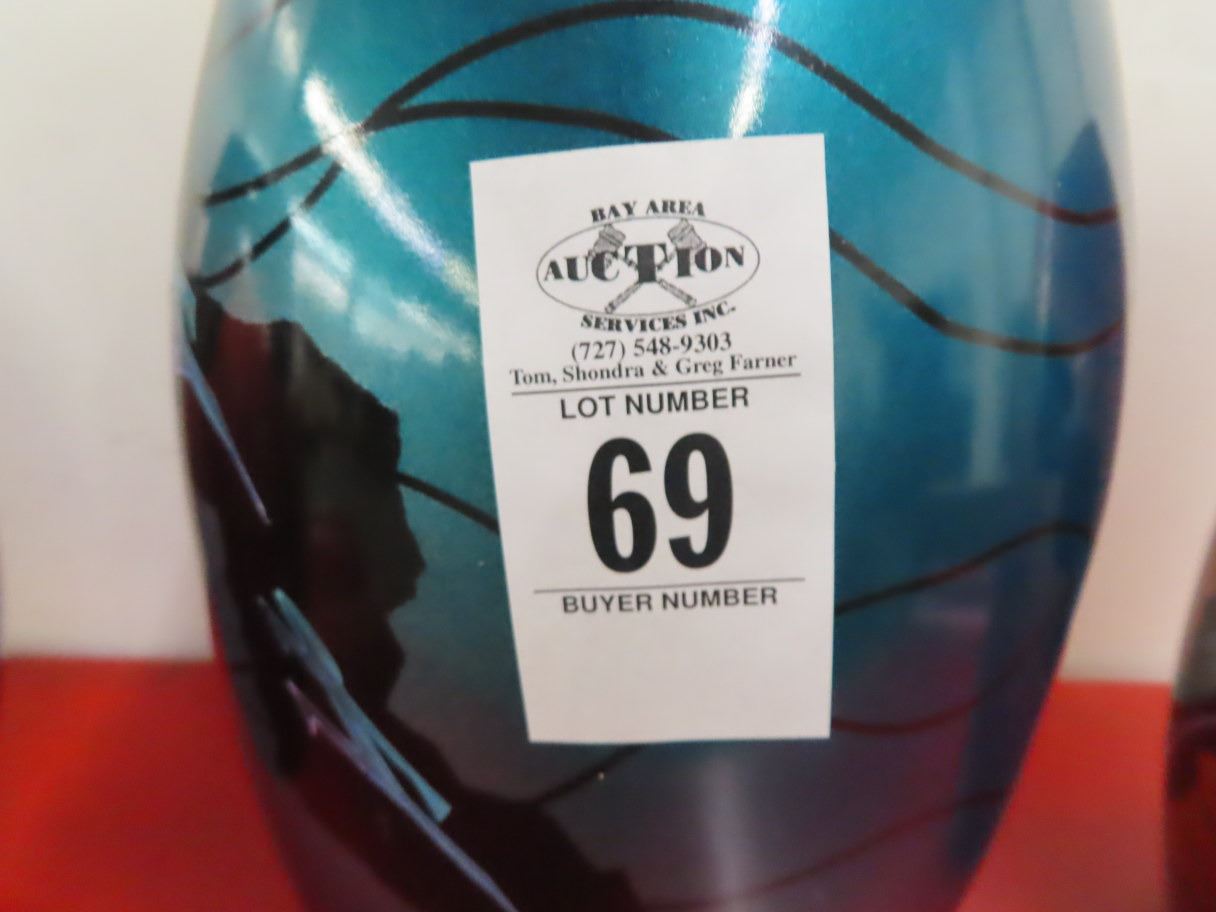 BAY AREA
AUCTION
SERVICES INC.
(727) 548-9303
Tom, Shondra & Greg Farner
LOT NUMBER
69
BUYER NUMBER